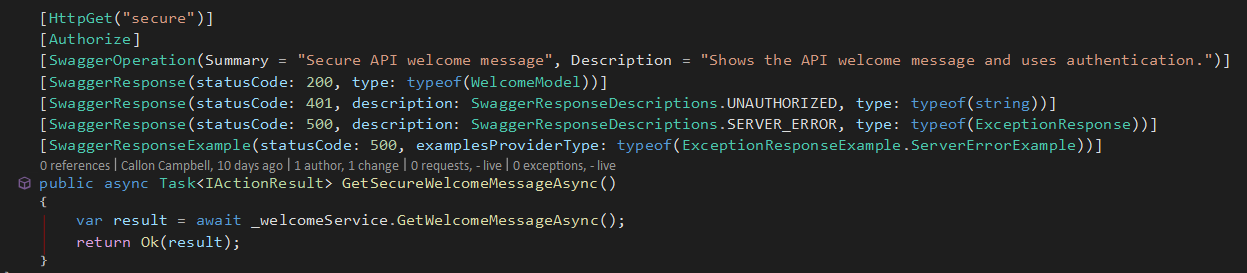 [HttpGet("secure")]
[Authorize]
[SwaggerOperation(Summary = "Secure API welcome message", Description = "Shows the API welcome message and uses authentication.")]
[SwaggerResponse(statusCode: 200, type: typeof(WelcomeModel))]
[SwaggerResponse(statusCode: 401, description: SwaggerResponseDescriptions.UNAUTHORIZED, type: typeof(string))]
[SwaggerResponse(statusCode: 500, description: SwaggerResponseDescriptions.SERVER_ERROR, type: typeof(ExceptionResponse))]
[SwaggerResponseExample(statusCode: 500, examplesProviderType: typeof(ExceptionResponseExample.ServerErrorExample))]
0 references | Callon Campbell, 10 days ago | 1 author, 1 change | 0 requests, - live | 0 exceptions, - live
public async Task<IActionResult> GetSecureWelcomeMessageAsync()
{
    var result = await _welcomeService.GetWelcomeMessageAsync();
    return Ok(result);
}